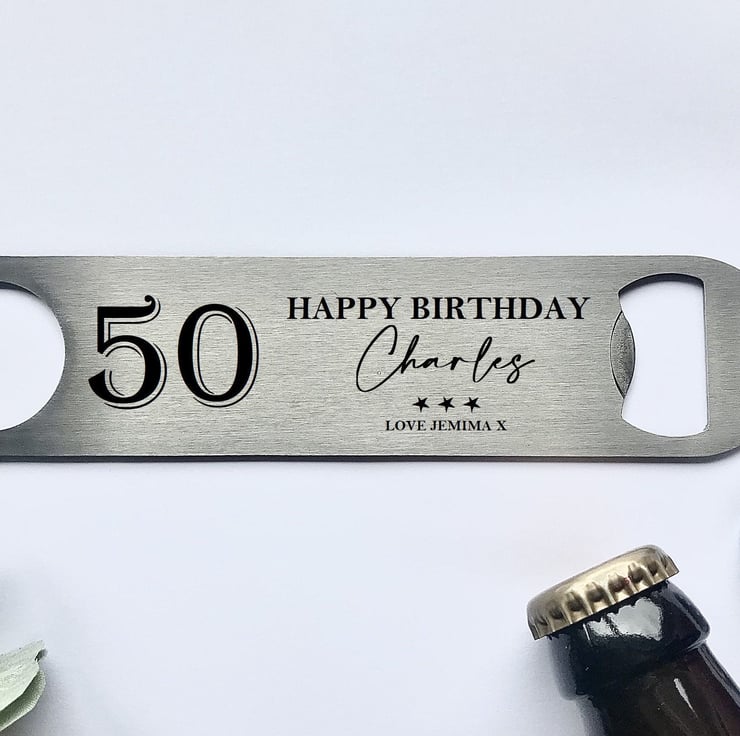 50
HAPPY BIRTHDAY
Charles
LOVE JEMIMA X